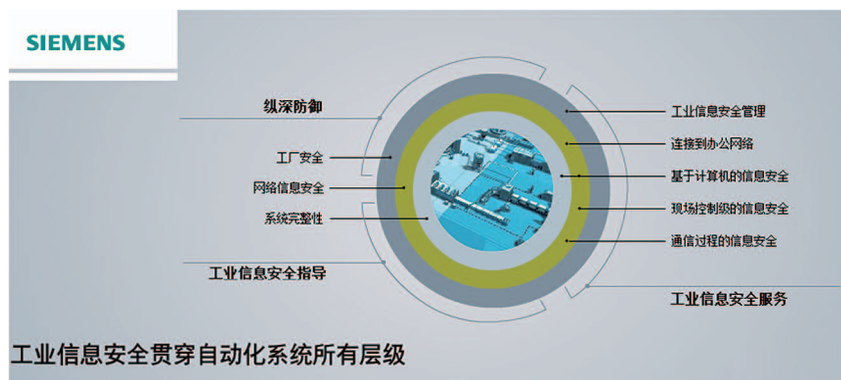 SIEMENS
纵深防御
工厂安全
网络信息安全
系统完整性
工业信息安全指导
工业信息安全管理
连接到办公网络
基于计算机的信息安全
现场控制级的信息安全
通信过程的信息安全
工业信息安全服务
工业信息安全贯穿自动化系统所有层级